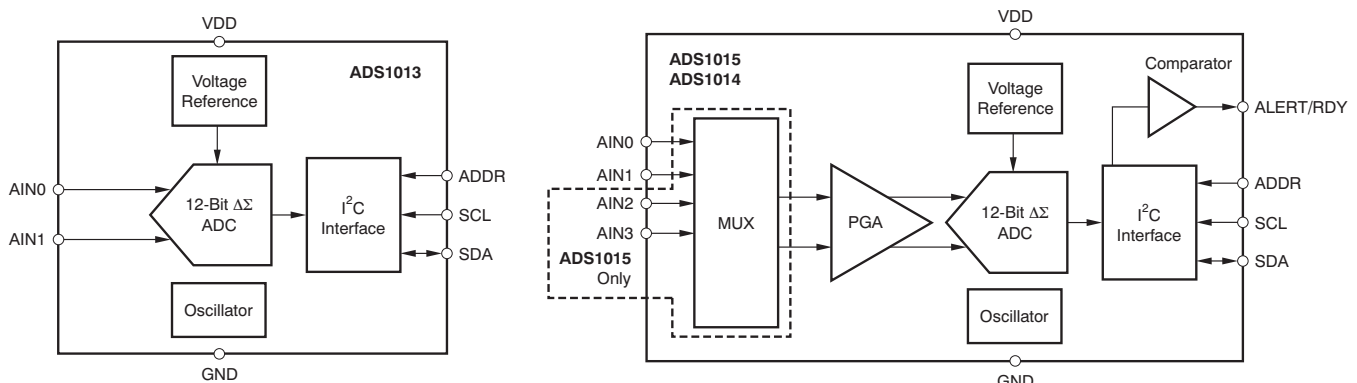 VDD
ADS1013
Voltage
Reference
AIN0
AIN1
12-Bit ΔΣ
ADC
I²C
Interface
ADDR
SCL
SDA
Oscillator
GND
VDD
ADS1015
ADS1014
Comparator
Voltage
Reference
ALERT/RDY
AIN0
AIN1
AIN2
AIN3
ADS1015
Only
MUX
PGA
12-Bit ΔΣ
ADC
I²C
Interface
ADDR
SCL
SDA
Oscillator
GND